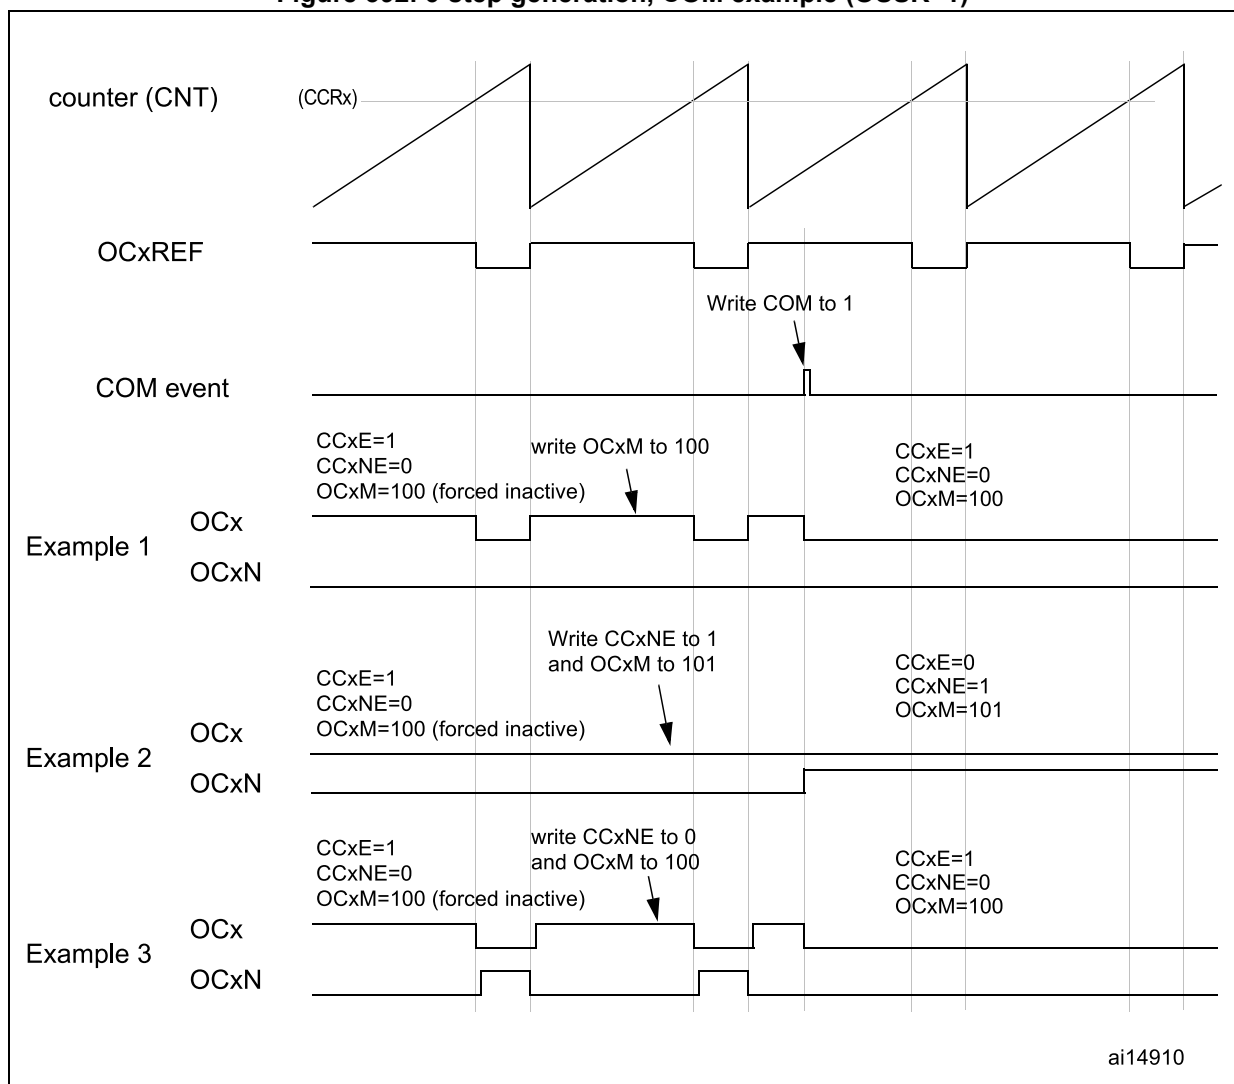 counter (CNT)
(CCRx)
OCxREF
Write COM to 1
COM event
CCxE=1
CCxNE=0
OCxM=100 (forced inactive)
write OCxM to 100
CCxE=1
CCxNE=0
OCxM=100
Example 1
OCx
OCxN
CCxE=1
CCxNE=0
OCxM=100 (forced inactive)
Write CCxNE to 1
and OCxM to 101
CCxE=0
CCxNE=1
OCxM=101
Example 2
OCx
OCxN
CCxE=1
CCxNE=0
OCxM=100 (forced inactive)
write CCxNE to 0
and OCxM to 100
CCxE=1
CCxNE=0
OCxM=100
Example 3
OCx
OCxN
ai14910